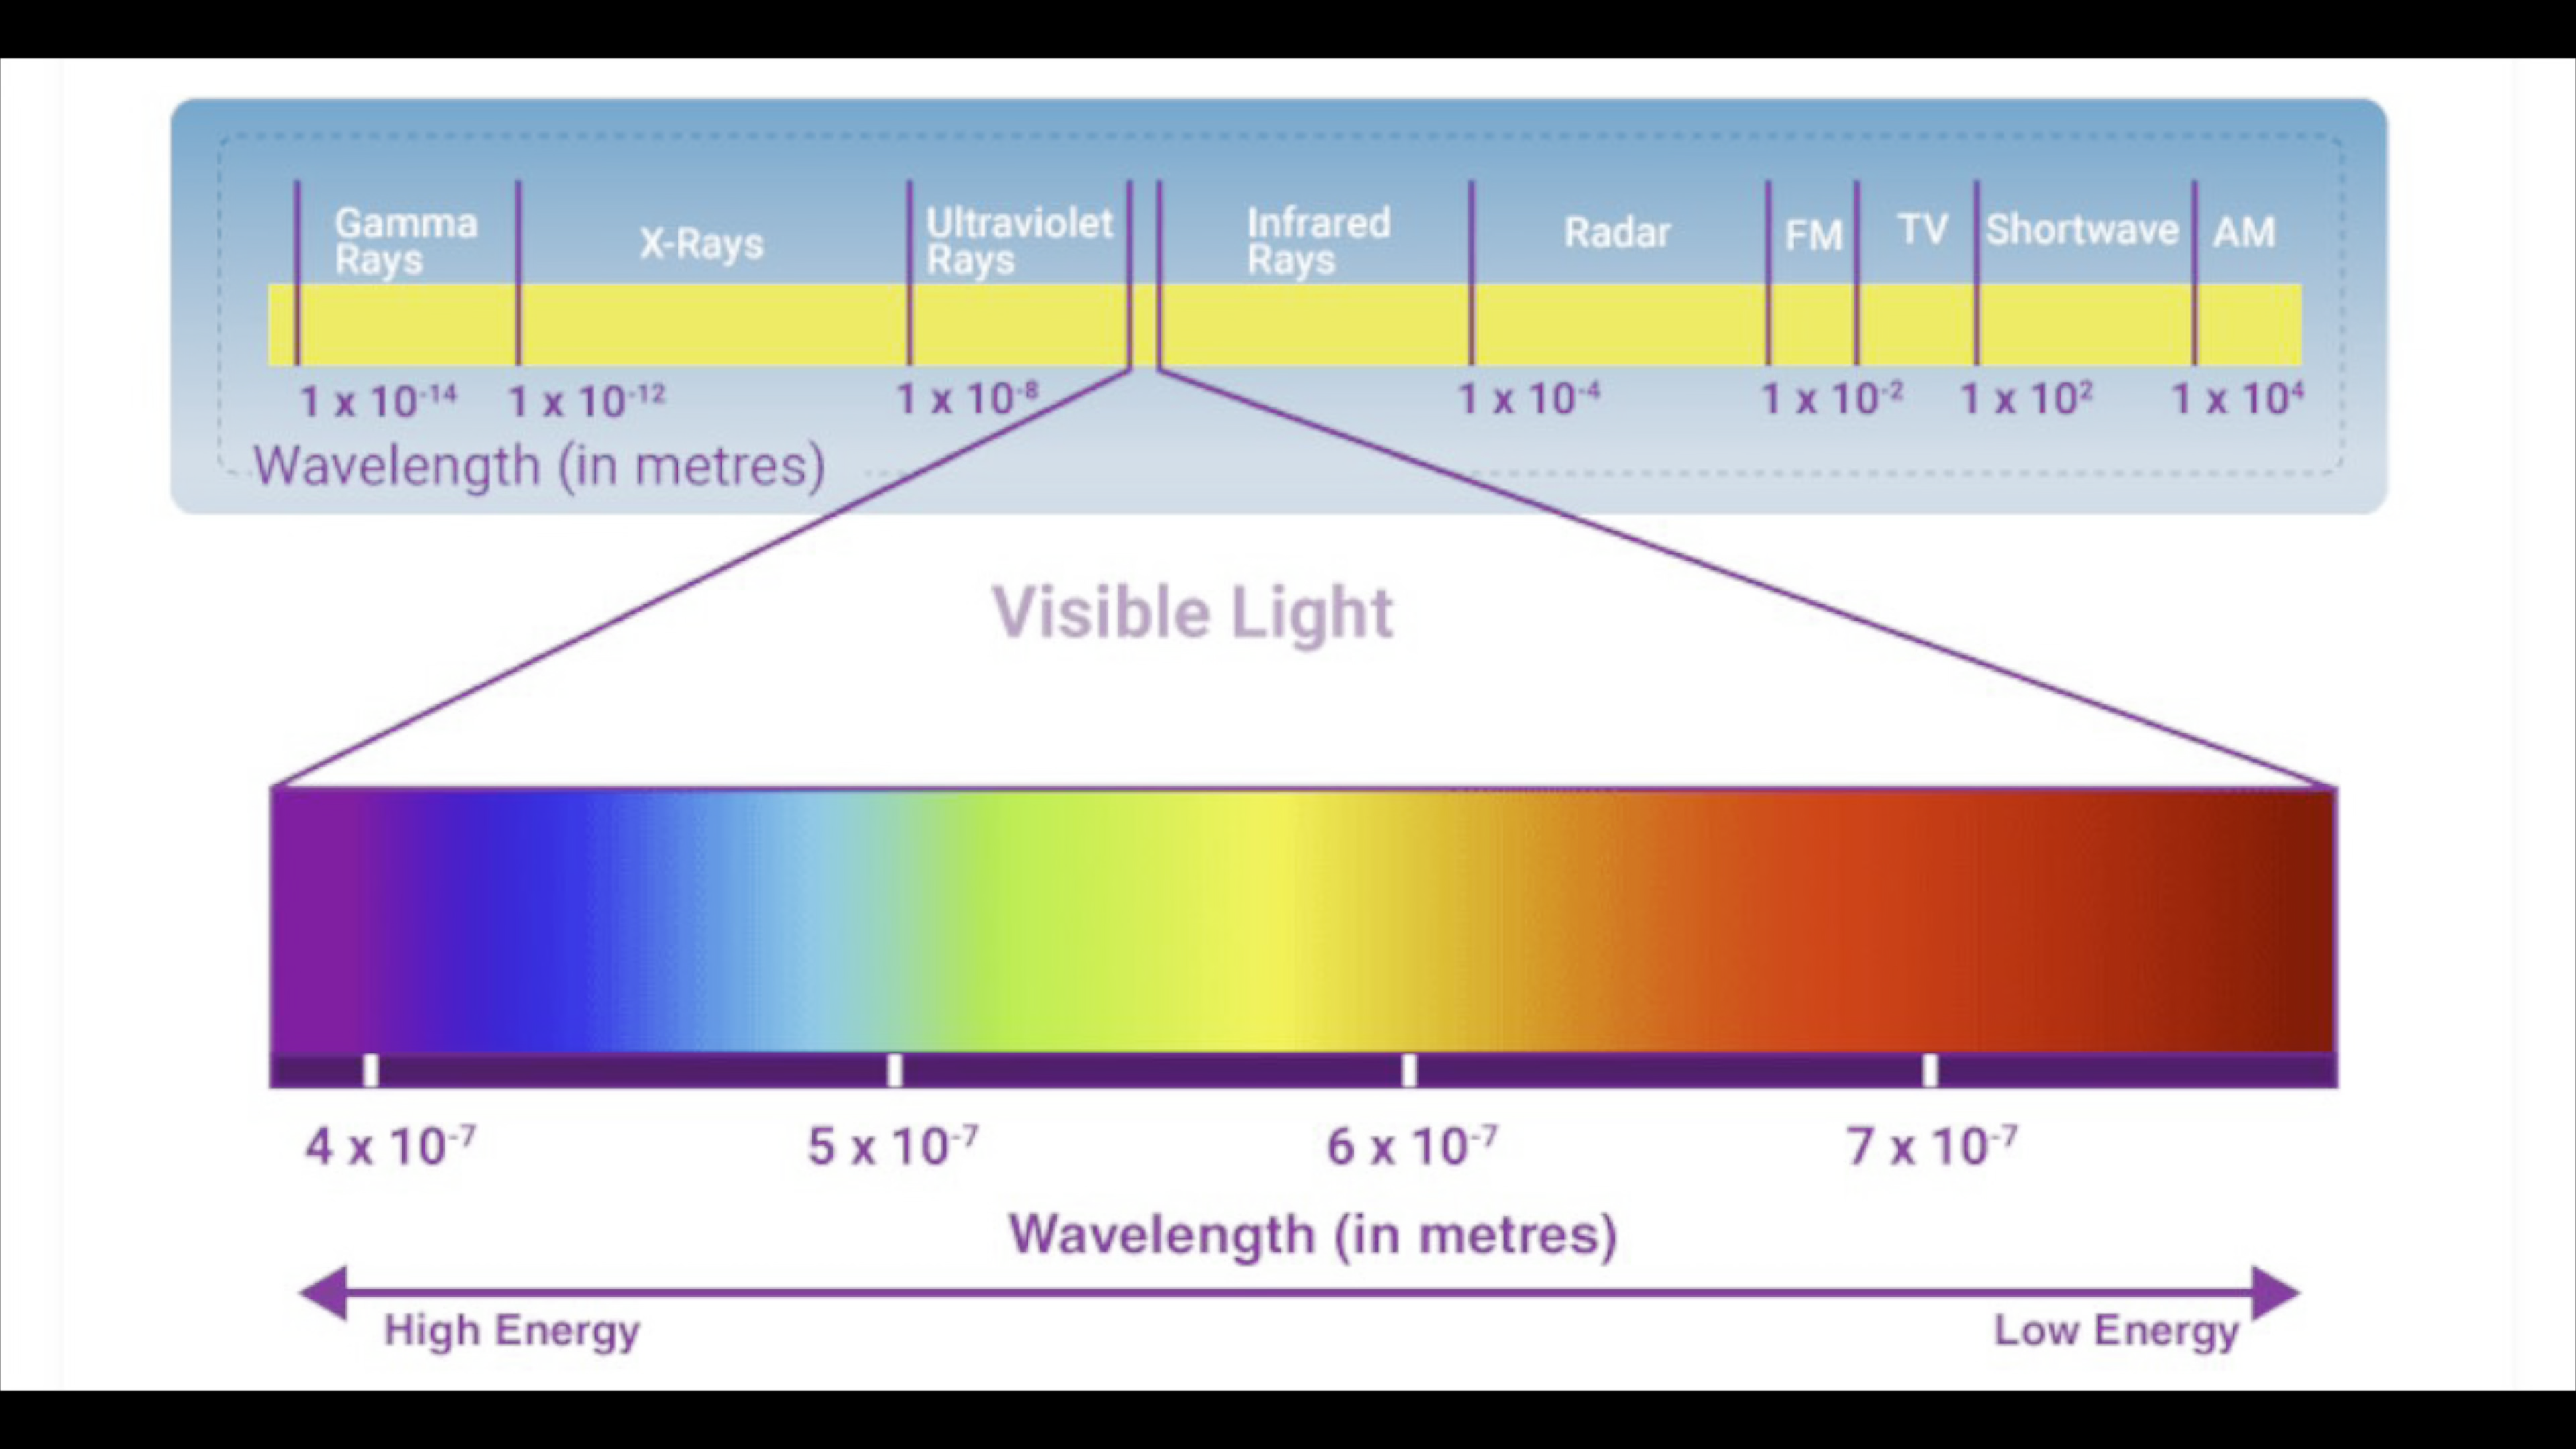 Gamma Rays
X-Rays
Ultraviolet Rays
Infrared Rays
Radar
FM
TV
Shortwave
AM
1 x 10⁻¹⁴
1 x 10⁻¹²
1 x 10⁻⁸
1 x 10⁻⁴
1 x 10⁻²
1 x 10²
1 x 10⁴
Wavelength (in metres)
Visible Light
4 x 10⁻⁷
5 x 10⁻⁷
6 x 10⁻⁷
7 x 10⁻⁷
Wavelength (in metres)
High Energy
Low Energy